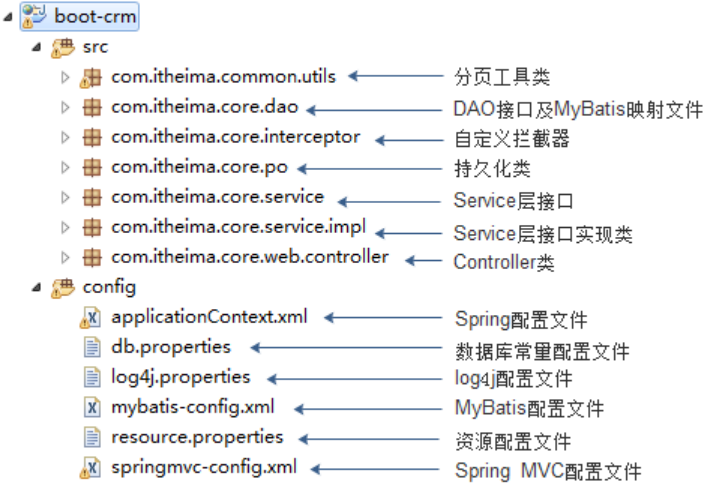 boot-crm
src
com.itheima.common.utils 分页工具类
com.itheima.core.dao DAO接口及MyBatis映射文件
com.itheima.core.interceptor 自定义拦截器
com.itheima.core.po 持久化类
com.itheima.core.service Service层接口
com.itheima.core.service.impl Service层接口实现类
com.itheima.core.web.controller Controller类
config
applicationContext.xml Spring配置文件
db.properties 数据库常量配置文件
log4j.properties log4j配置文件
mybatis-config.xml MyBatis配置文件
resource.properties 资源配置文件
springmvc-config.xml Spring MVC配置文件